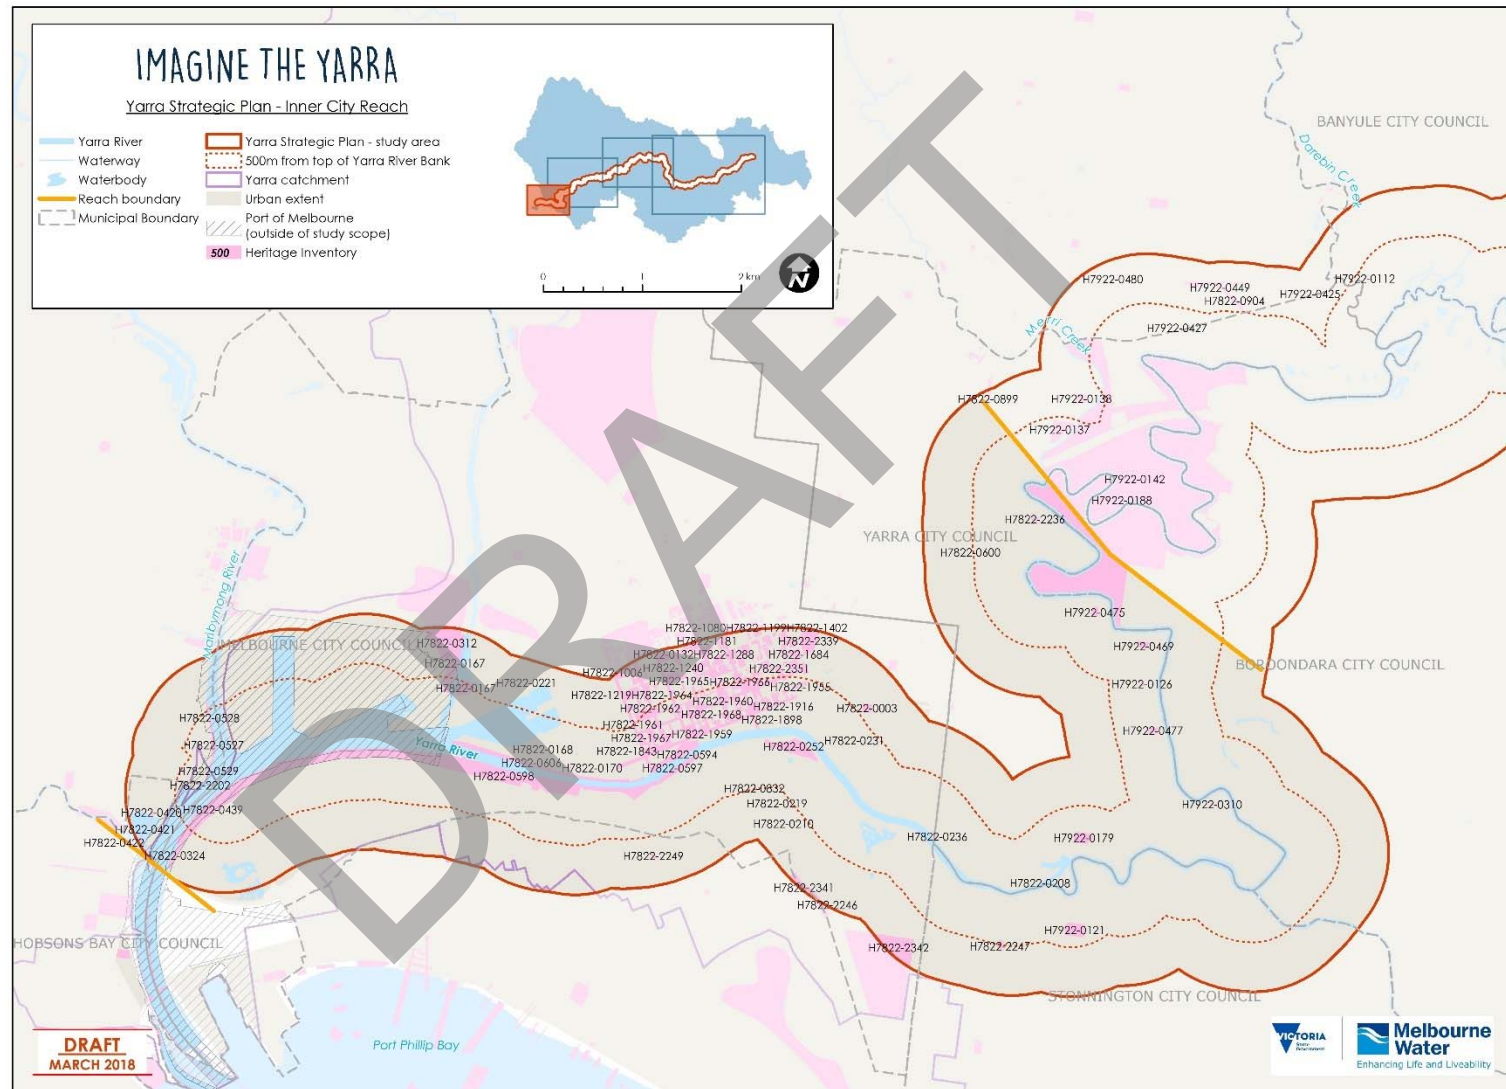 IMAGINE THE YARRA
Yarra Strategic Plan - Inner City Reach
Yarra River
Waterway
Waterbody
Reach boundary
Municipal Boundary
Yarra Strategic Plan - study area
500m from top of Yarra River Bank
Yarra catchment
Urban extent
Port of Melbourne
(outside of study scope)
500 Heritage Inventory
0 1 2 km
N
DRAFT
BANYULE CITY COUNCIL
Darebin Creek
H7922-0480
H7922-0112
H7922-0449
H7922-0425
H7822-0904
Merri Creek
H7922-0427
H7822-0899
H7922-0138
H7922-0137
H7922-0142
H7922-0188
H7822-2236
YARRA CITY COUNCIL
H7822-0600
H7922-0475
H7922-0469
BOROONDARA CITY COUNCIL
H7922-0126
H7922-0477
H7922-0310
Maribyrnong River
MELBOURNE CITY COUNCIL
H7822-0312
H7822-0167
H7822-0167
H7822-0221
H7822-1080
H7822-1199
H7822-1402
H7822-1181
H7822-2339
H7822-0132
H7822-1288
H7822-1684
H7822-1006
H7822-1240
H7822-2351
H7822-1965
H7822-1966
H7822-1955
H7822-1219
H7822-1964
H7822-1960
H7822-1962
H7822-1916
H7822-0003
H7822-1968
H7822-1898
H7822-1961
H7822-1967
H7822-1959
H7822-0231
H7822-0252
H7822-1843
H7822-0594
H7822-0597
H7822-0528
H7822-0527
H7822-0529
H7822-2202
Yarra River
H7822-0168
H7822-0606
H7822-0170
H7822-0598
H7822-0420
H7822-0439
H7822-0421
H7822-0422
H7822-0324
H7822-0832
H7822-0219
H7822-0210
H7822-0236
H7922-0179
H7822-2249
H7822-0208
H7822-2341
H7822-2246
H7922-0121
H7822-2342
H7822-2247
HOBSONS BAY CITY COUNCIL
STONNINGTON CITY COUNCIL
Port Phillip Bay
DRAFT
MARCH 2018
VICTORIA
State
Government
Melbourne
Water
Enhancing Life and Liveability